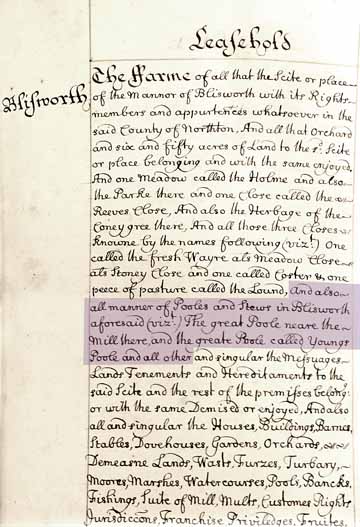 Leasehold
Blisworth
The ffarme of all that the Scite or place
of the Mannor of Blisworth with its Rights
members and appurtences whatsoever in the
said County of Northton, And all that Orchard
and six and fifty acres of Land to the sd. Scite
or place belonging and with the same enjoyed.
And one Meadow called the Holme and also
the Parke there and one Close called the
Reeves Close, And also the Herbage of the
Coneygree there, And all those three Closes
knowne by the names following (vizt.) One
called the fresh Wayre als Meadow Close
als Stoney Close and one called Coster & one
peece of pasture called the Lound, And also
all manner of Pooles and Stews in Blisworth
aforesaid (vizt.) The great Poole neare the
Mill there, and the greate Poole called Youngs
Poole and all other and singular the Messuages
Lands Tenements and Hereditaments to the
said Scite and the rest of the premisses belong:
or with the same Demised or enjoyed, And also
all and singular the Houses, Buildings, Barnes,
Stables, Dovehouses, Gardens, Orchards,
Demeasne Lands, Wasts, Furzes, Turbary,
Moores, Marshes, Watercourses, Pools, Bancks,
Fishings, Suite of Mill, Mults, Customes Rights
Jurisdiccons, Franchise, Priviledges, Fruites,